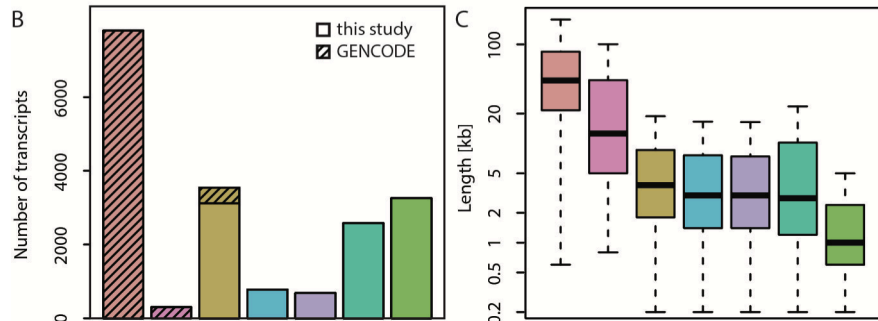 B
this study
GENCODE
Number of transcripts
6000
4000
2000
0
C
Length [kb]
100
20
5
2
1
0.5
0.2